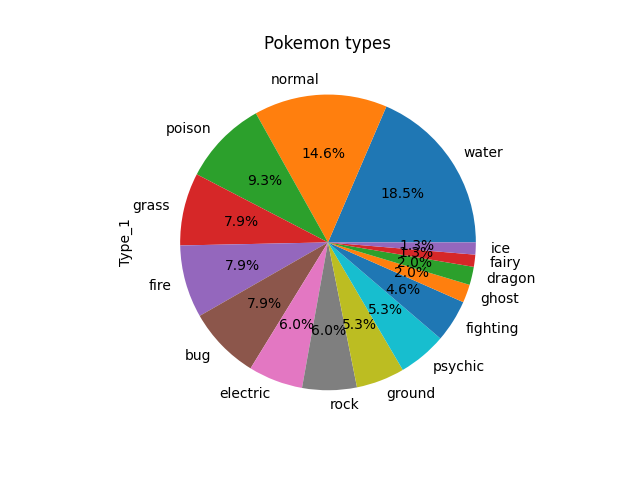 Pokemon types
normal
poison
water
14.6%
18.5%
9.3%
grass
7.9%
Type_1
ice
1.3%
fairy
1.3%
dragon
2.0%
ghost
2.0%
fire
7.9%
4.6%
fighting
7.9%
5.3%
bug
6.0%
6.0%
5.3%
psychic
electric
rock
ground